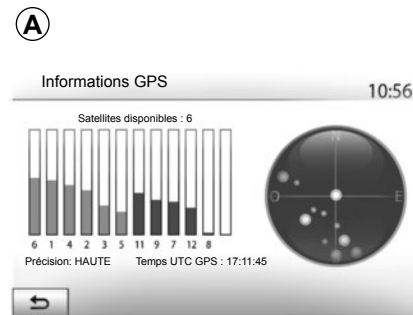 A
Informations GPS
10:56
Satellites disponibles : 6
N
O E
6 1 4 2 3 5 11 9 7 12 8
Précision: HAUTE Temps UTC GPS : 17:11:45